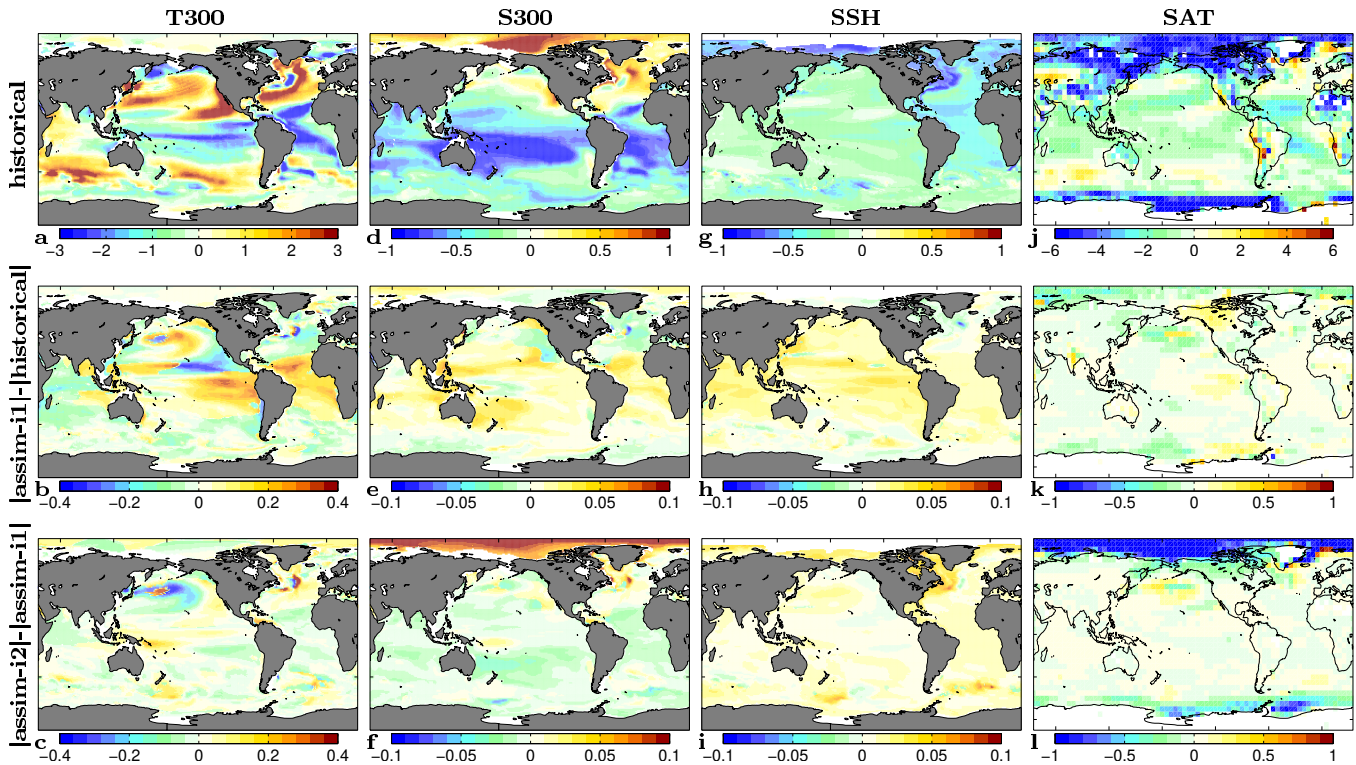 T300 S300 SSH SAT
historical
a d g j
−3 −2 −1 0 1 2 3 −1 −0.5 0 0.5 1 −1 −0.5 0 0.5 1 −6 −4 −2 0 2 4 6
|assim-i1|-|historical|
b e h k
−0.4 −0.2 0 0.2 0.4 −0.1 −0.05 0 0.05 0.1 −0.1 −0.05 0 0.05 0.1 −1 −0.5 0 0.5 1
|assim-i2|-|assim-i1|
c f i l
−0.4 −0.2 0 0.2 0.4 −0.1 −0.05 0 0.05 0.1 −0.1 −0.05 0 0.05 0.1 −1 −0.5 0 0.5 1